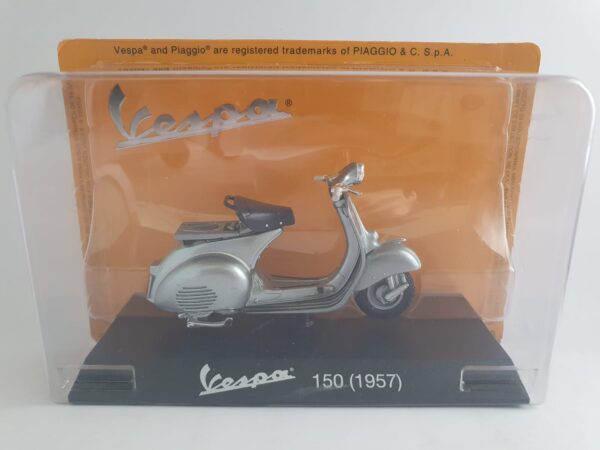 Vespa® and Piaggio® are registered trademarks of PIAGGIO & C. S.p.A.
Vespa®
Vespa® 150 (1957)